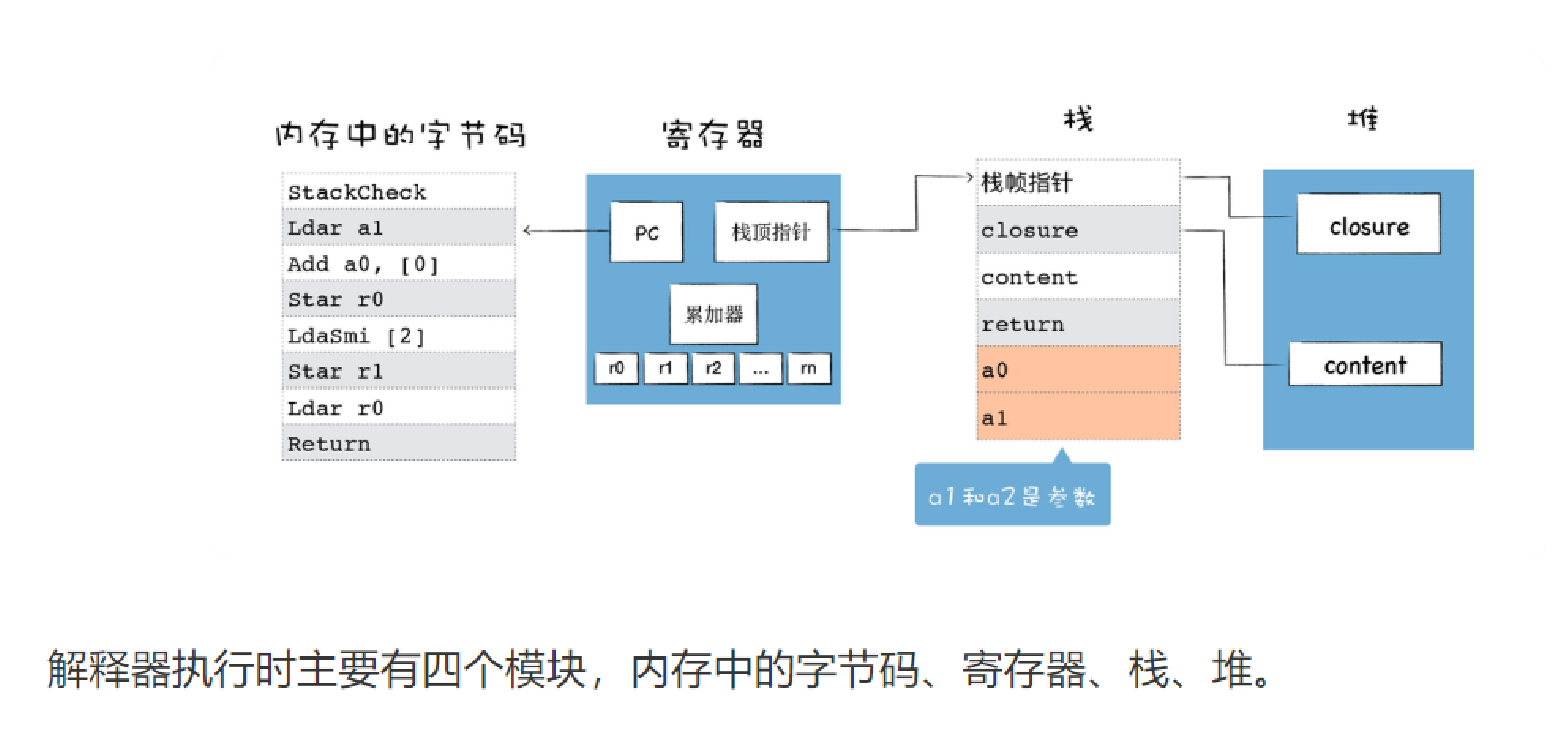 内存中的字节码
StackCheck
Ldar a1
Add a0, [0]
Star r0
LdaSmi [2]
Star r1
Ldar r0
Return
寄存器
PC
栈顶指针
累加器
r0
r1
r2
...
rn
栈
栈帧指针
closure
content
return
a0
a1
a1和a2是参数
堆
closure
content
解释器执行时主要有四个模块，内存中的字节码、寄存器、栈、堆。